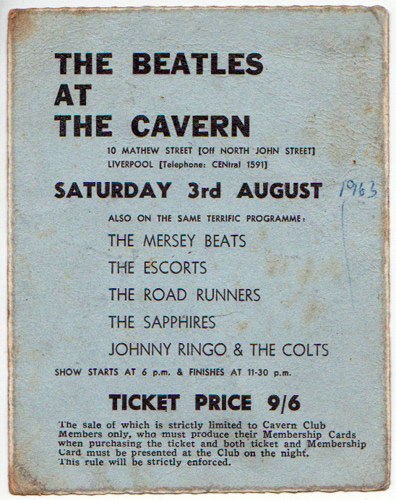 THE BEATLES
AT
THE CAVERN
10 MATHEW STREET [Off NORTH JOHN STREET]
LIVERPOOL [Telephone: CENtral 1591]
SATURDAY 3rd AUGUST 1963
ALSO ON THE SAME TERRIFIC PROGRAMME:
THE MERSEY BEATS
THE ESCORTS
THE ROAD RUNNERS
THE SAPPHIRES
JOHNNY RINGO & THE COLTS
SHOW STARTS AT 6 p.m. & FINISHES AT 11-30 p.m.
TICKET PRICE 9/6
The sale of which is strictly limited to Cavern Club
Members only, who must produce their Membership Cards
when purchasing the ticket and both ticket and Membership
Card must be presented at the Club on the night.
This rule will be strictly enforced.